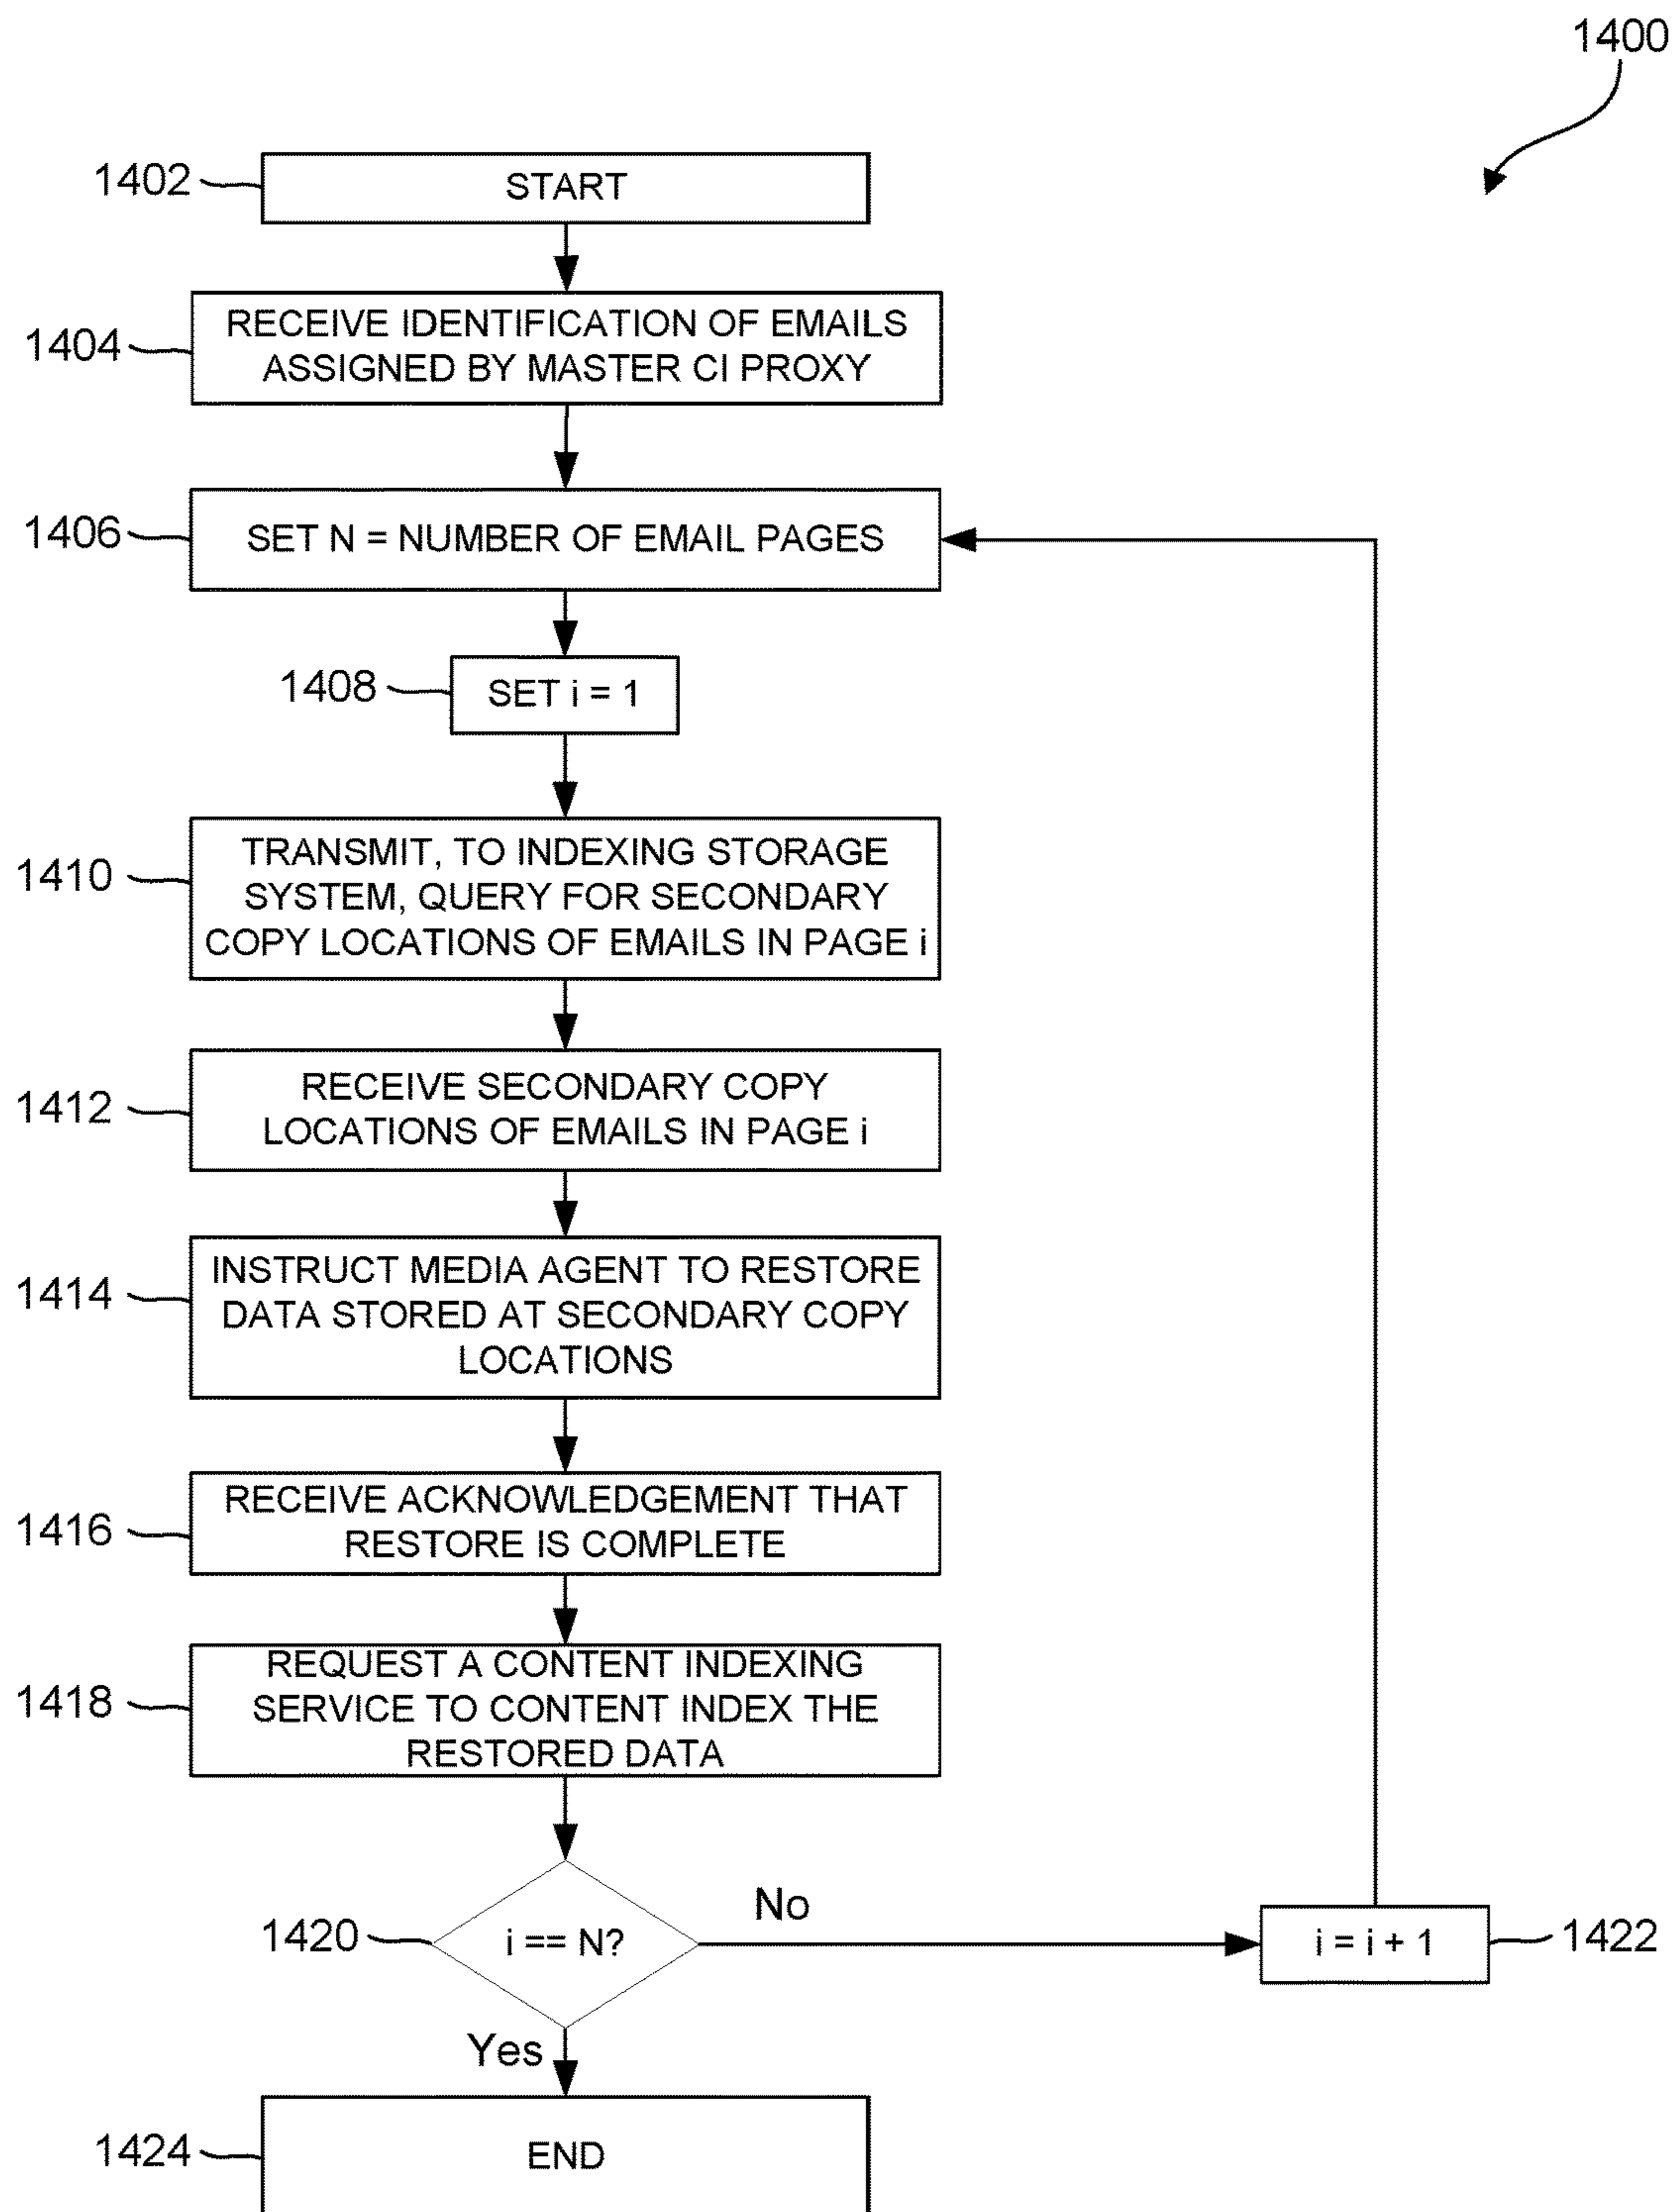 1400
1402
START
1404
RECEIVE IDENTIFICATION OF EMAILS
ASSIGNED BY MASTER CI PROXY
1406
SET N = NUMBER OF EMAIL PAGES
1408
SET i = 1
1410
TRANSMIT, TO INDEXING STORAGE
SYSTEM, QUERY FOR SECONDARY
COPY LOCATIONS OF EMAILS IN PAGE i
1412
RECEIVE SECONDARY COPY
LOCATIONS OF EMAILS IN PAGE i
1414
INSTRUCT MEDIA AGENT TO RESTORE
DATA STORED AT SECONDARY COPY
LOCATIONS
1416
RECEIVE ACKNOWLEDGEMENT THAT
RESTORE IS COMPLETE
1418
REQUEST A CONTENT INDEXING
SERVICE TO CONTENT INDEX THE
RESTORED DATA
1420
i == N?
No
i = i + 1
1422
Yes
1424
END